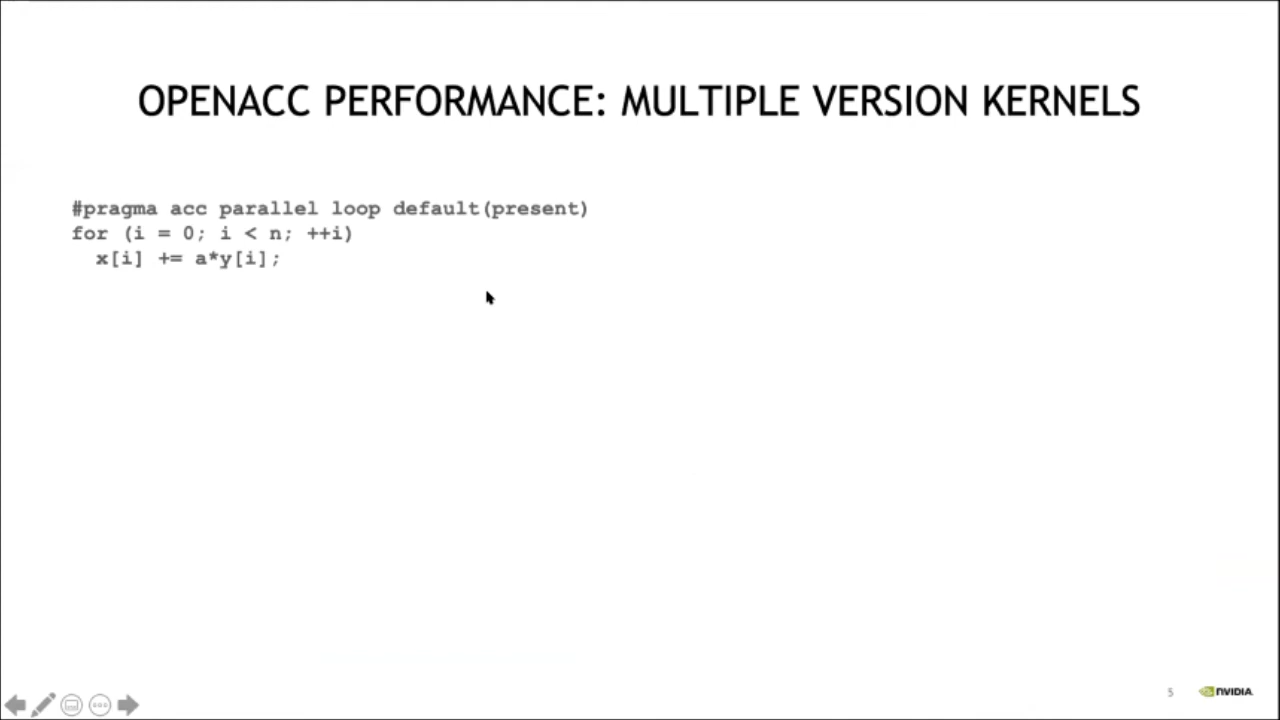 OPENACC PERFORMANCE: MULTIPLE VERSION KERNELS
#pragma acc parallel loop default(present)
for (i = 0; i < n; ++i)
  x[i] += a*y[i];
5
NVIDIA